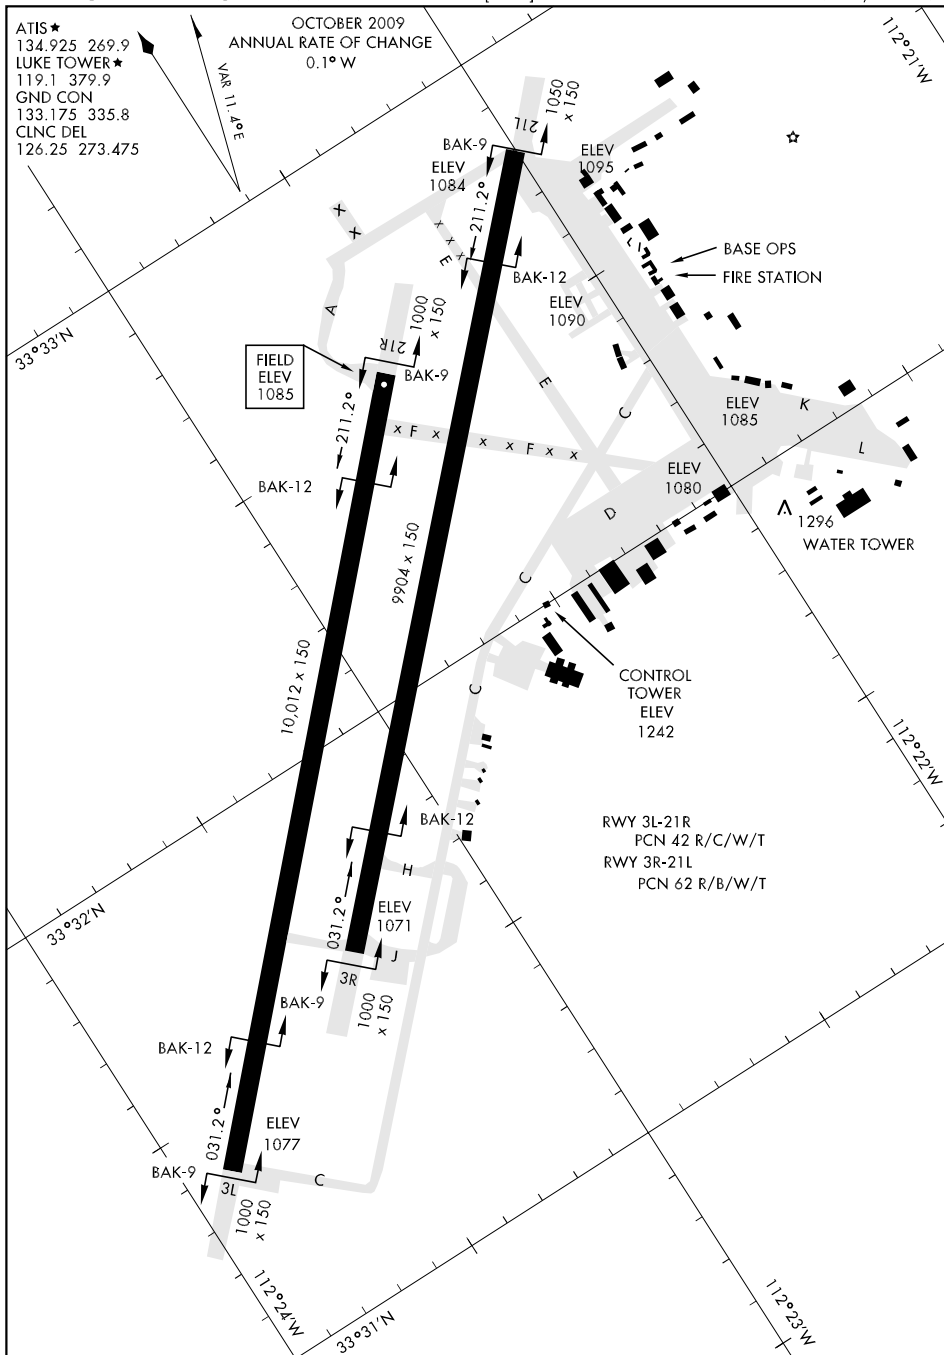 ATIS★
134.925 269.9
LUKE TOWER★
119.1 379.9
GND CON
133.175 335.8
CLNC DEL
126.25 273.475
VAR 11.4°E
OCTOBER 2009
ANNUAL RATE OF CHANGE
0.1° W
112°21'W
21L
1050
x 150
BAK-9
ELEV
1084
211.2°
ELEV
1095
X
X
x
x
x
E
BASE OPS
FIRE STATION
BAK-12
ELEV
1090
A
33°33'N
1000
x 150
21R
FIELD
ELEV
1085
BAK-9
E
C
211.2°
ELEV
1085
K
L
x F x x x F x x
BAK-12
ELEV
1080
D
1296
WATER TOWER
9904 x 150
C
10,012 x 150
C
CONTROL
TOWER
ELEV
1242
112°22'W
BAK-12
RWY 3L-21R
PCN 42 R/C/W/T
RWY 3R-21L
PCN 62 R/B/W/T
H
33°32'N
031.2°
ELEV
1071
J
3R
BAK-9
1000
x 150
BAK-12
031.2°
ELEV
1077
BAK-9
3L
C
1000
x 150
112°24'W
33°31'N
112°23'W